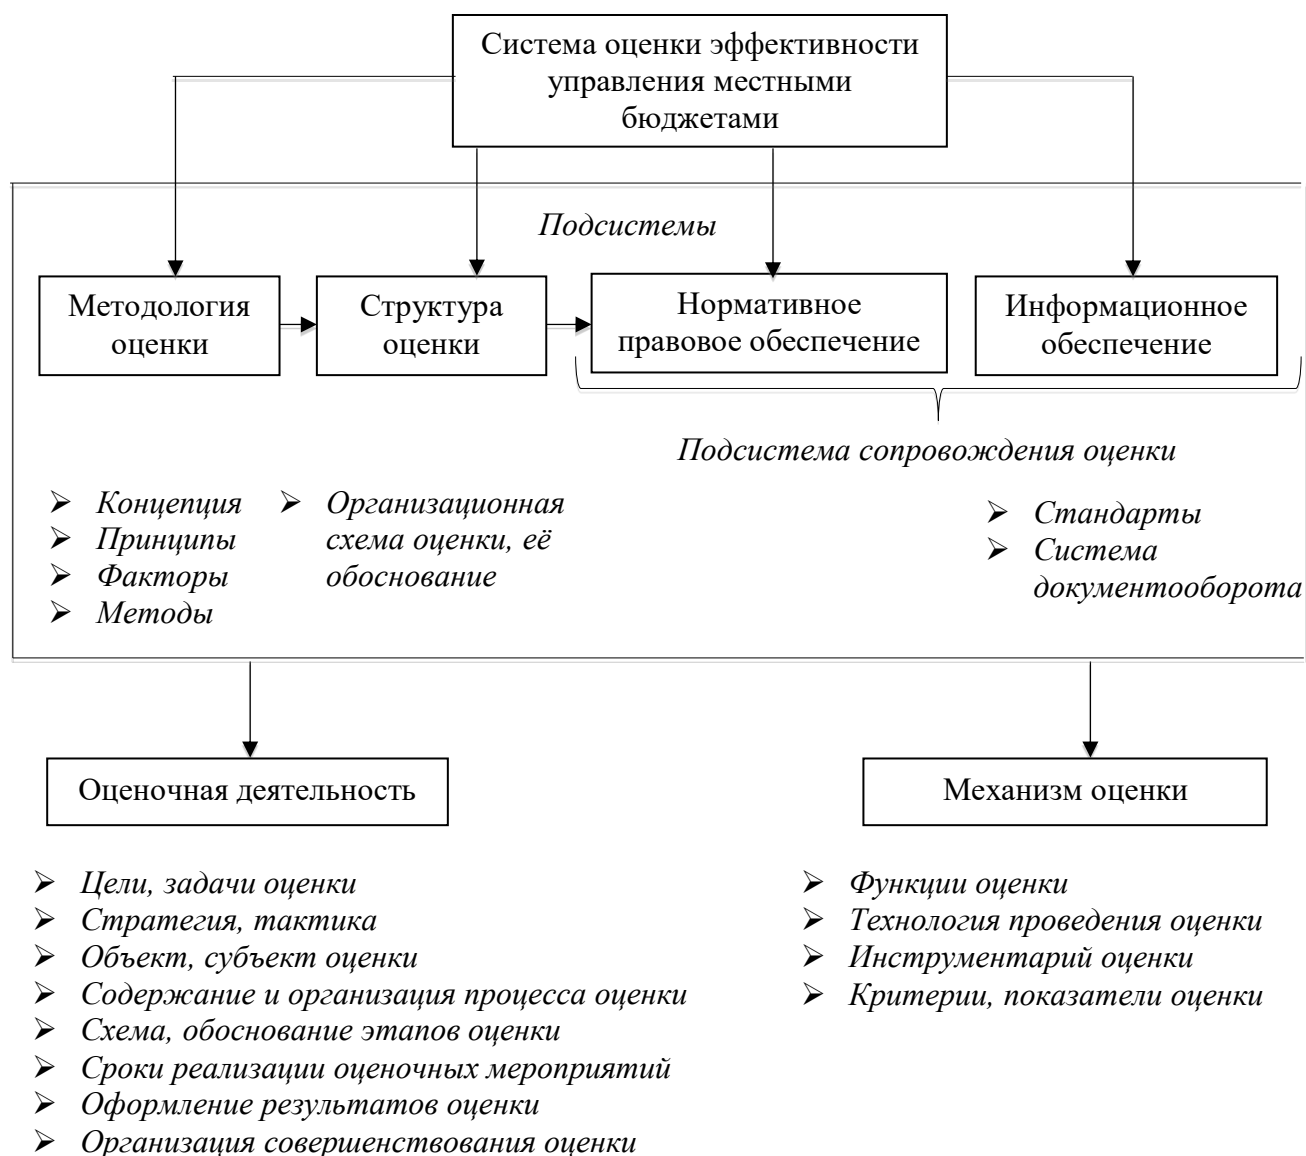 Система оценки эффективности
управления местными
бюджетами
Подсистемы
Методология
оценки
Структура
оценки
Нормативное
правовое обеспечение
Информационное
обеспечение
Подсистема сопровождения оценки
➢ Концепция
➢ Принципы
➢ Факторы
➢ Методы
➢ Организационная
схема оценки, её
обоснование
➢ Стандарты
➢ Система
документооборота
Оценочная деятельность
➢ Цели, задачи оценки
➢ Стратегия, тактика
➢ Объект, субъект оценки
➢ Содержание и организация процесса оценки
➢ Схема, обоснование этапов оценки
➢ Сроки реализации оценочных мероприятий
➢ Оформление результатов оценки
➢ Организация совершенствования оценки
Механизм оценки
➢ Функции оценки
➢ Технология проведения оценки
➢ Инструментарий оценки
➢ Критерии, показатели оценки